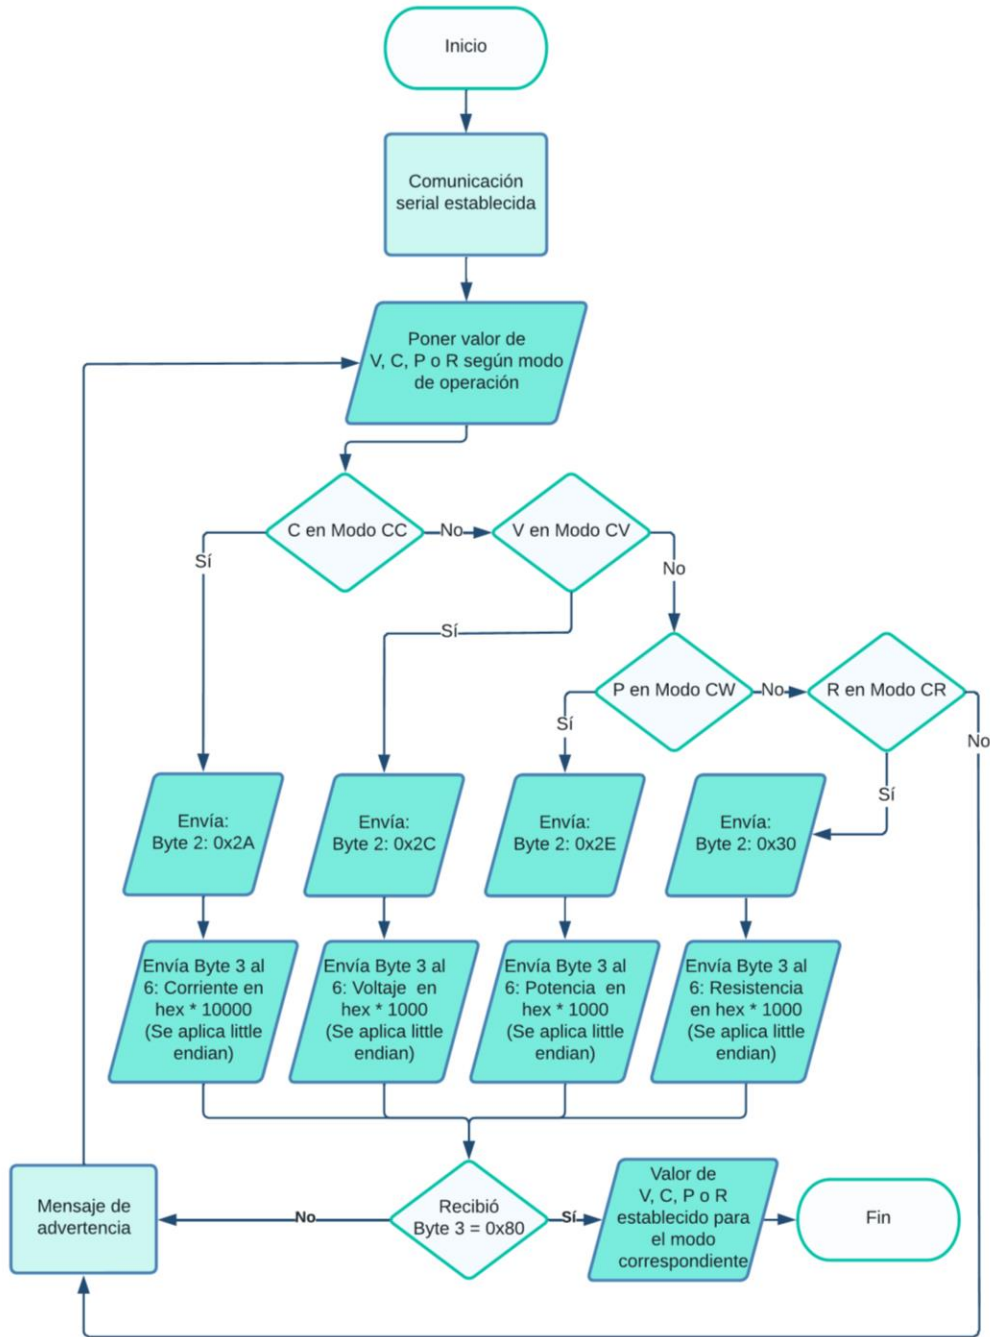 Inicio
Comunicación
serial establecida
Poner valor de
V, C, P o R según modo
de operación
C en Modo CC
No
V en Modo CV
Sí
No
Sí
P en Modo CW
No
R en Modo CR
Sí
No
Sí
Envía:
Byte 2: 0x2A
Envía:
Byte 2: 0x2C
Envía:
Byte 2: 0x2E
Envía:
Byte 2: 0x30
Envía Byte 3 al
6: Corriente en
hex * 10000
(Se aplica little
endian)
Envía Byte 3 al
6: Voltaje en
hex * 1000
(Se aplica little
endian)
Envía Byte 3 al
6: Potencia en
hex * 1000
(Se aplica little
endian)
Envía Byte 3 al
6: Resistencia
en hex * 1000
(Se aplica little
endian)
Mensaje de
advertencia
No
Recibió
Byte 3 = 0x80
Sí
Valor de
V, C, P o R
establecido para
el modo
correspondiente
Fin